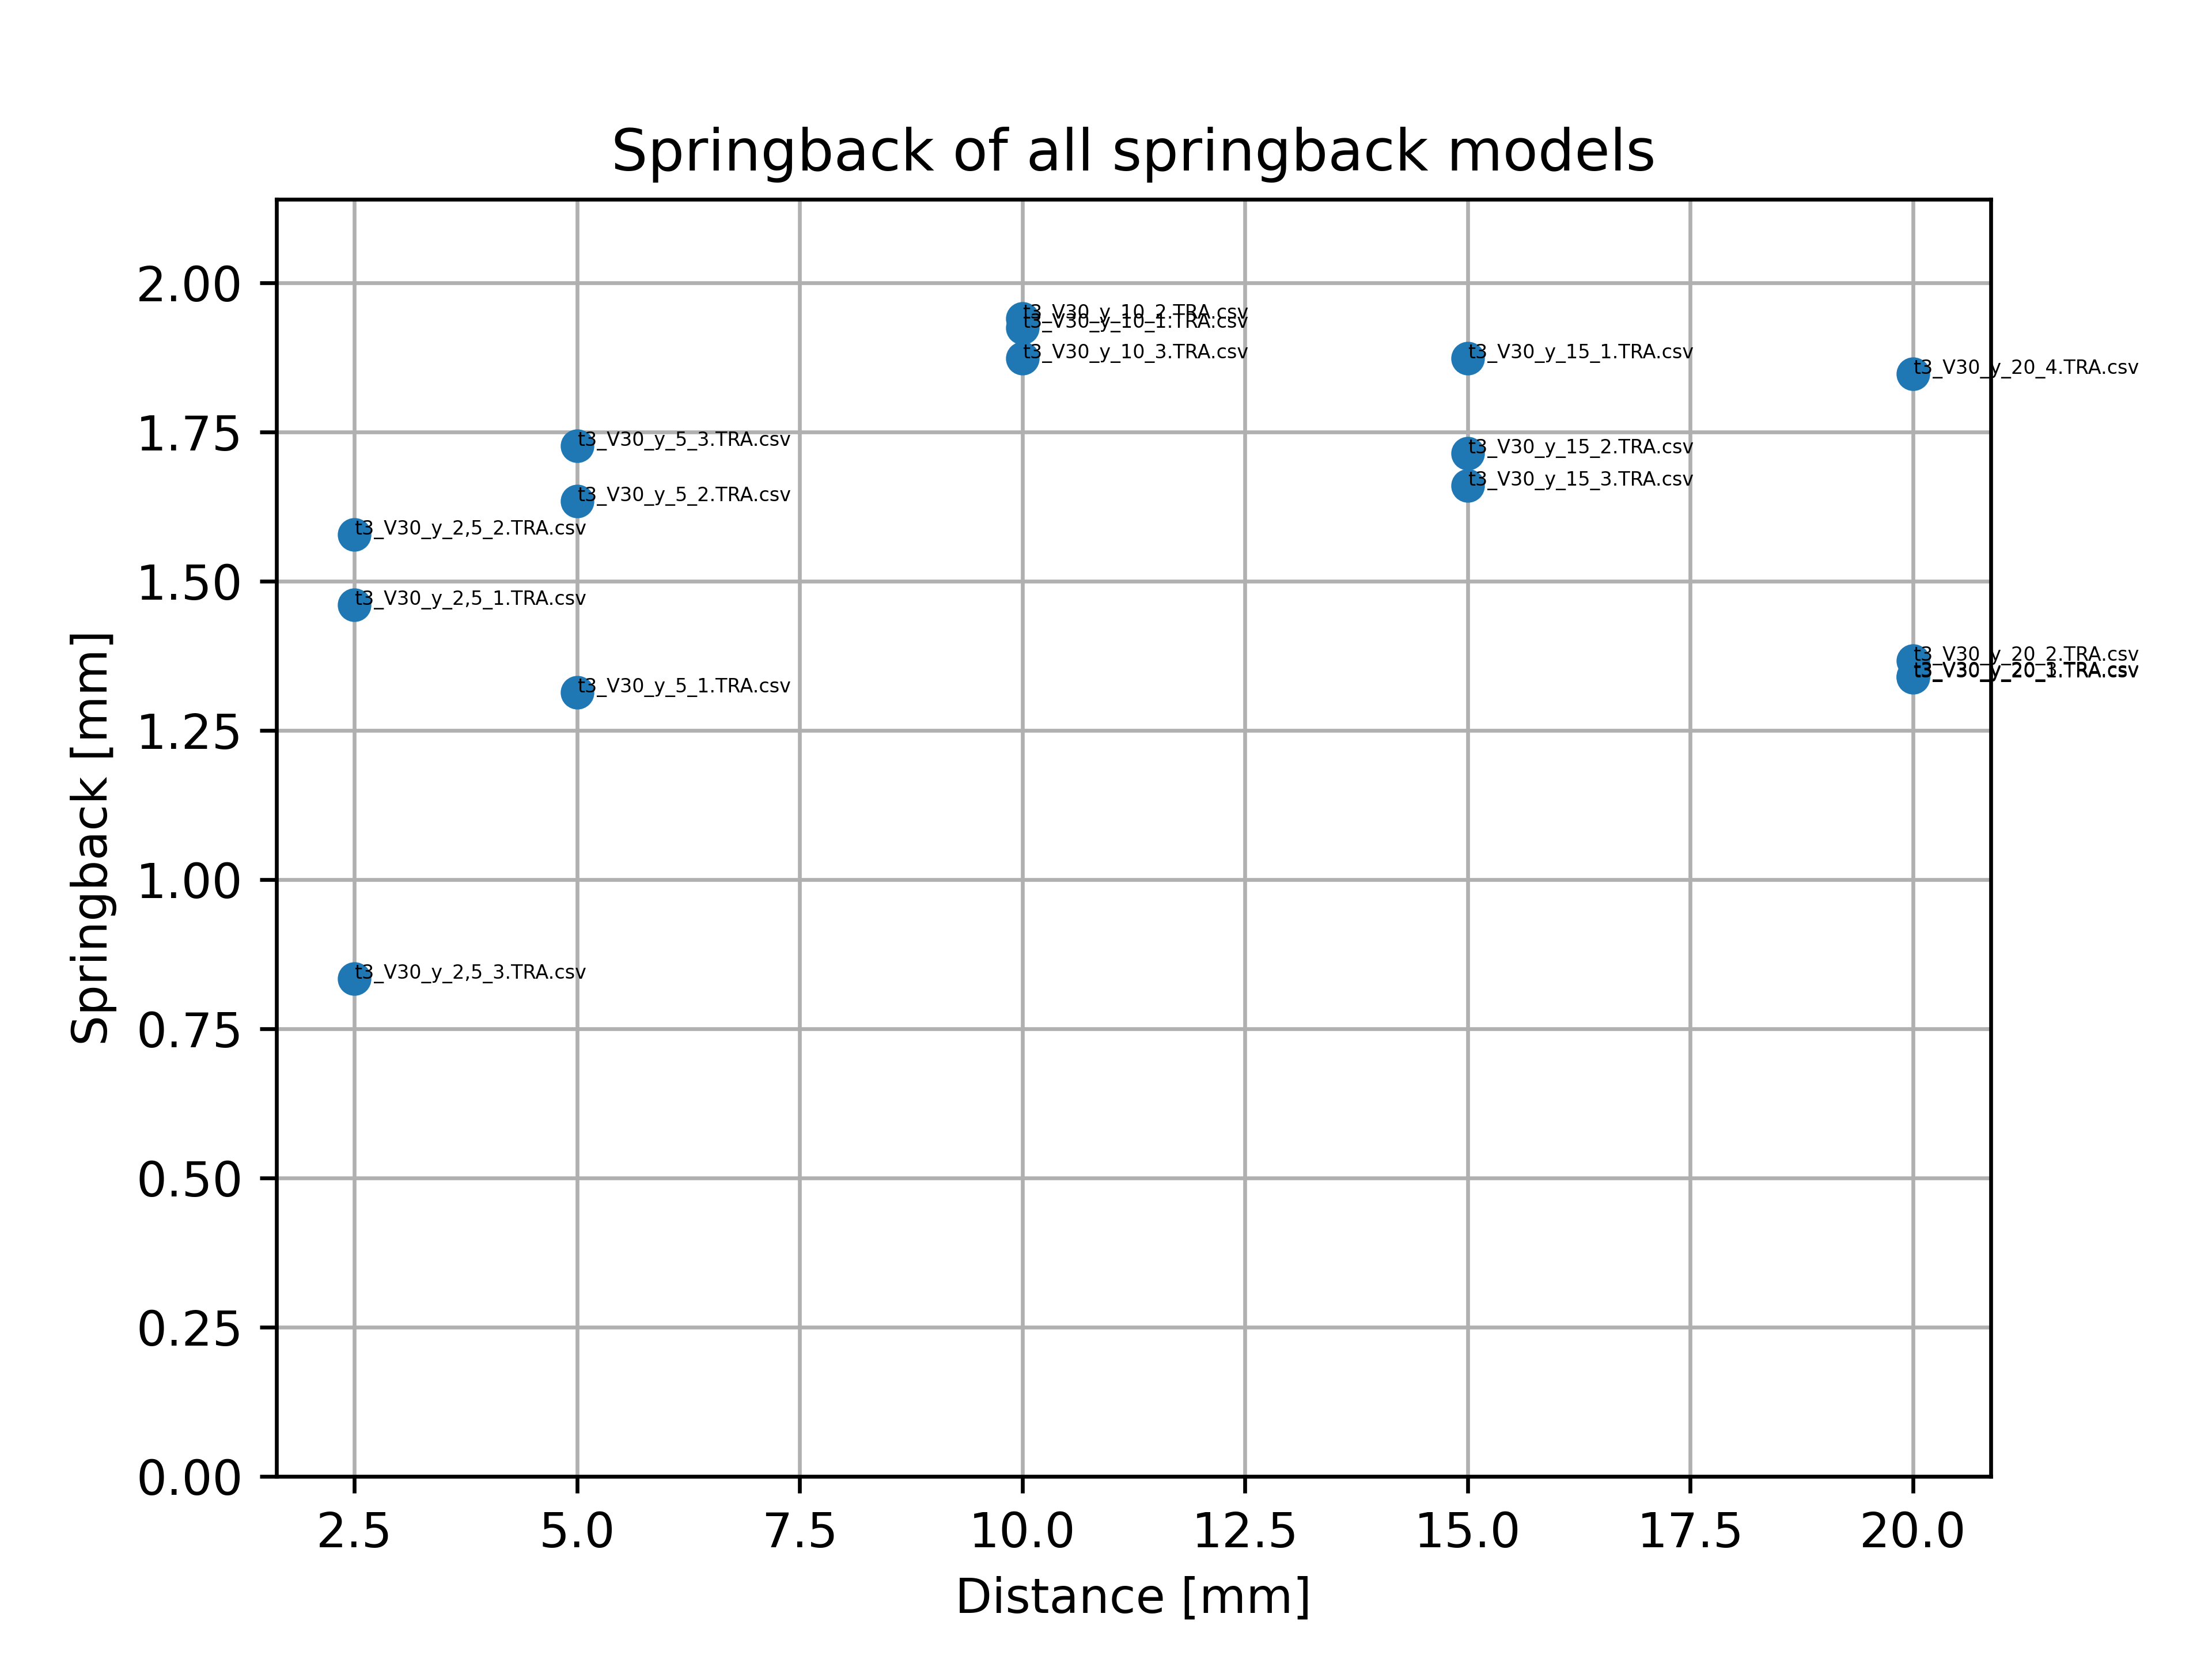 Springback of all springback models
2.00
1.75
1.50
1.25
1.00
0.75
0.50
0.25
0.00
Springback [mm]
t3_V30_y_10_2.TRA.csv
t3_V30_y_10_1.TRA.csv
t3_V30_y_10_3.TRA.csv
t3_V30_y_15_1.TRA.csv
t3_V30_y_20_4.TRA.csv
t3_V30_y_5_3.TRA.csv
t3_V30_y_15_2.TRA.csv
t3_V30_y_15_3.TRA.csv
t3_V30_y_5_2.TRA.csv
t3_V30_y_2,5_2.TRA.csv
t3_V30_y_2,5_1.TRA.csv
t3_V30_y_20_2.TRA.csv
t3_V30_y_5_1.TRA.csv
t3_V30_y_2,5_3.TRA.csv
2.5 5.0 7.5 10.0 12.5 15.0 17.5 20.0
Distance [mm]